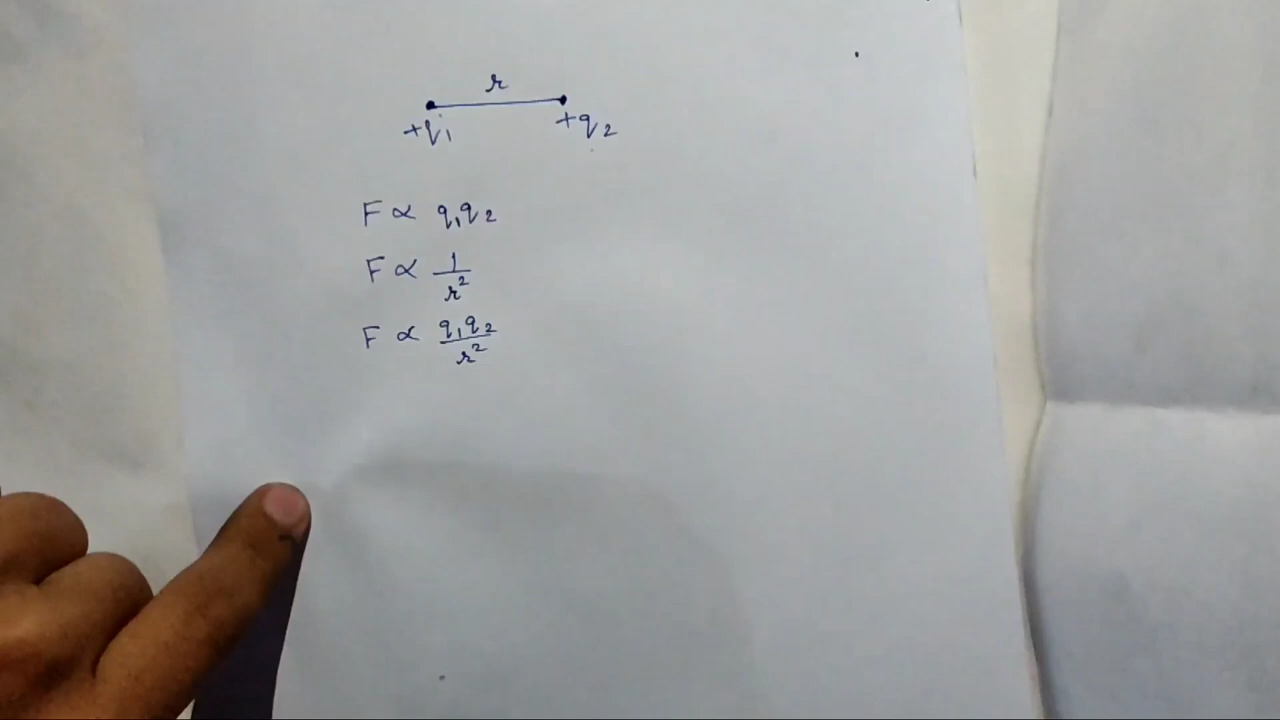 r
+q₁ +q₂
F ∝ q₁q₂
F ∝ 1/r²
F ∝ q₁q₂/r²